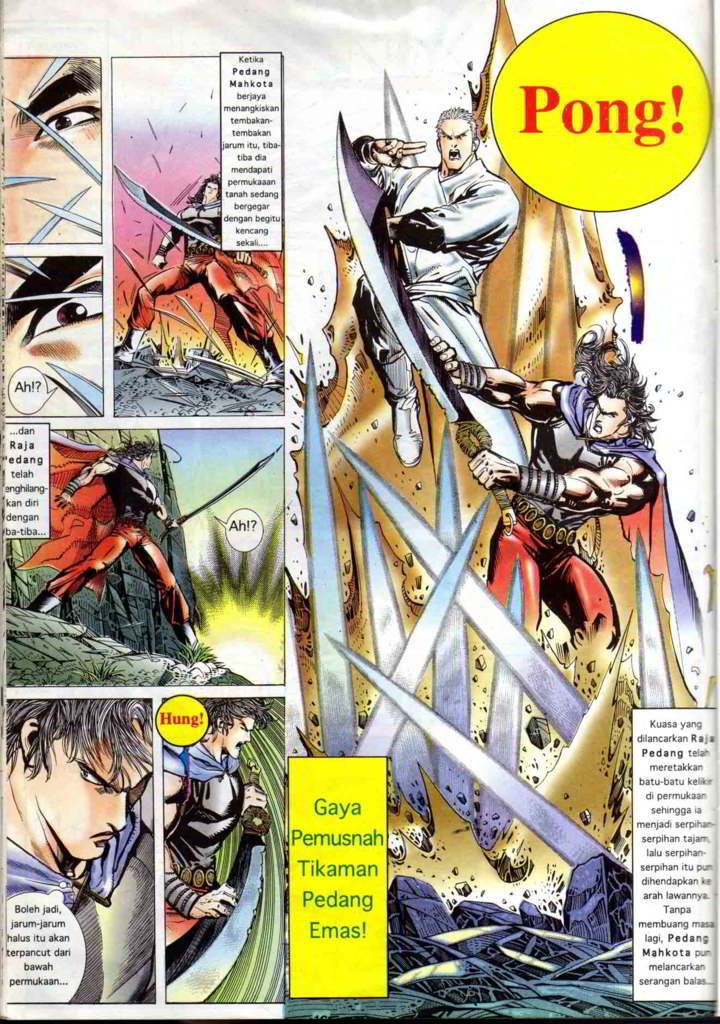 Ketika
Pedang
Mahkota
berjaya
menangkiskan
tembakan-
tembakan
jarum itu, tiba-
tiba dia
mendapati
permukaaan
tanah sedang
bergegar
dengan begitu
kencang
sekali....
Pong!
Ah!?
...dan
Raja
edang
telah
enghilang-
kan diri
dengan
ba-tiba...
Ah!?
Hung!
Boleh jadi,
jarum-jarum
halus itu akan
terpancut dari
bawah
permukaan...
Gaya
Pemusnah
Tikaman
Pedang
Emas!
Kuasa yang
dilancarkan Raja
Pedang telah
meretakkan
batu-batu kelikir
di permukaan
sehingga ia
menjadi serpihan-
serpihan tajam,
lalu serpihan-
serpihan itu pun
dihendapkan ke
arah lawannya.
Tanpa
membuang masa
lagi, Pedang
Mahkota pun
melancarkan
serangan balas...